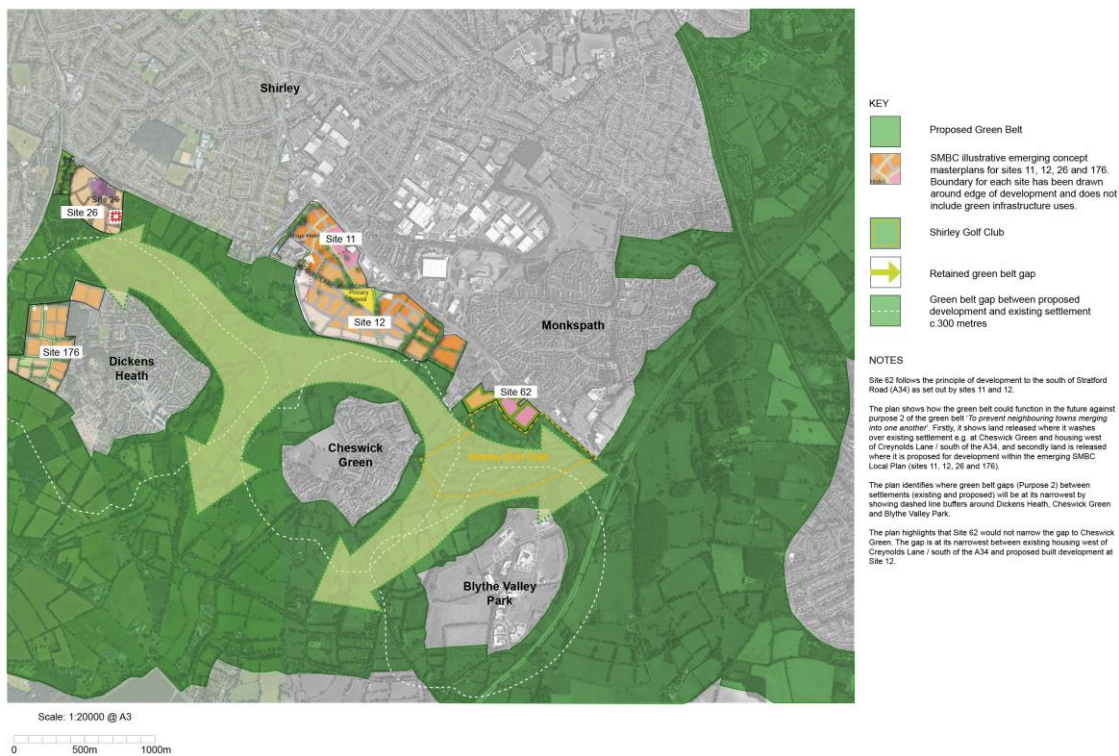 Shirley
Site 26
Site 26
Site 11
Primary
School
Site 12
Monkspath
Site 176
Dickens
Heath
Site 62
Cheswick
Green
Shirley Golf Club
Blythe Valley
Park
Scale: 1:20000 @ A3
0 500m 1000m
KEY
Proposed Green Belt
SMBC illustrative emerging concept
masterplans for sites 11, 12, 26 and 176.
Boundary for each site has been drawn
around edge of development and does not
include green infrastructure uses.
Shirley Golf Club
Retained green belt gap
Green belt gap between proposed
development and existing settlement
c.300 metres
NOTES
Site 62 follows the principle of development to the south of Stratford
Road (A34) as set out by sites 11 and 12.
The plan shows how the green belt could function in the future against
purpose 2 of the green belt 'To prevent neighbouring towns merging
into one another'. Firstly, it shows land released where it washes
over existing settlement e.g. at Cheswick Green and housing west
of Creynolds Lane / south of the A34, and secondly land is released
where it is proposed for development within the emerging SMBC
Local Plan (sites 11, 12, 26 and 176).
The plan identifies where green belt gaps (Purpose 2) between
settlements (existing and proposed) will be at its narrowest by
showing dashed line buffers around Dickens Heath, Cheswick Green
and Blythe Valley Park.
The plan highlights that Site 62 would not narrow the gap to Cheswick
Green. The gap is at its narrowest between existing housing west of
Creynolds Lane / south of the A34 and proposed built development at
Site 12.